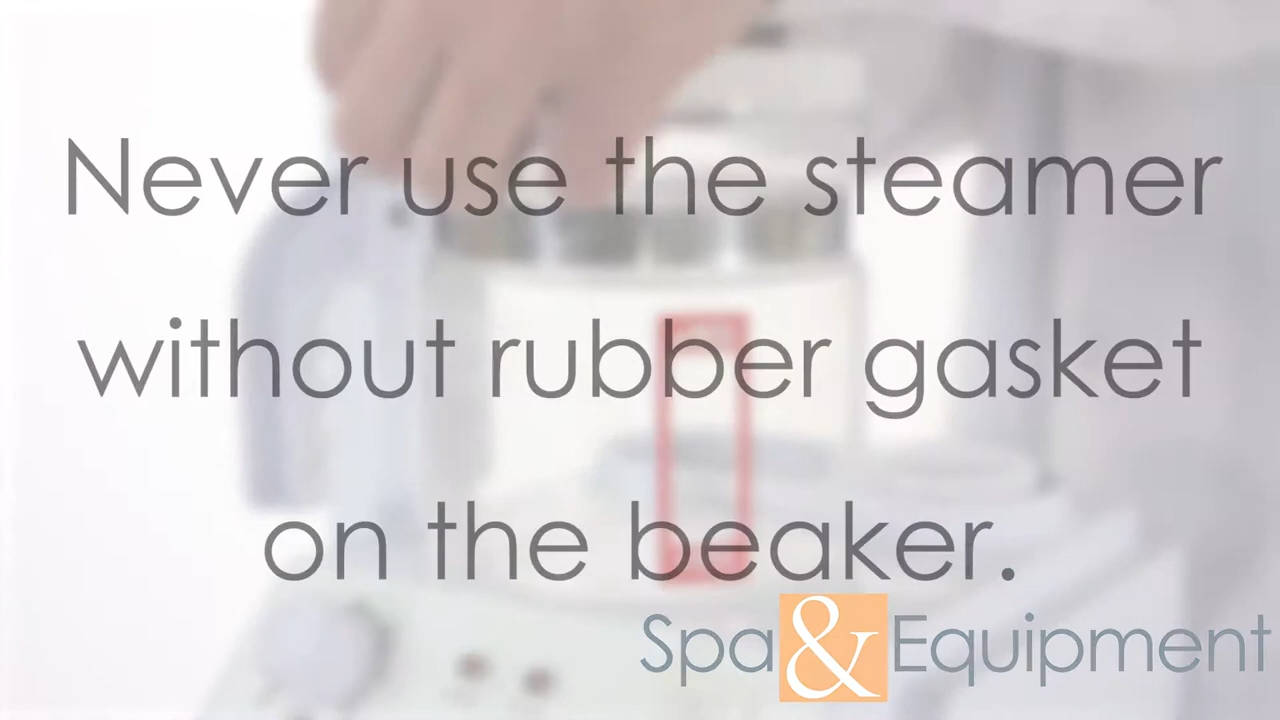 Never use the steamer
without rubber gasket
on the beaker.
Spa&Equipment